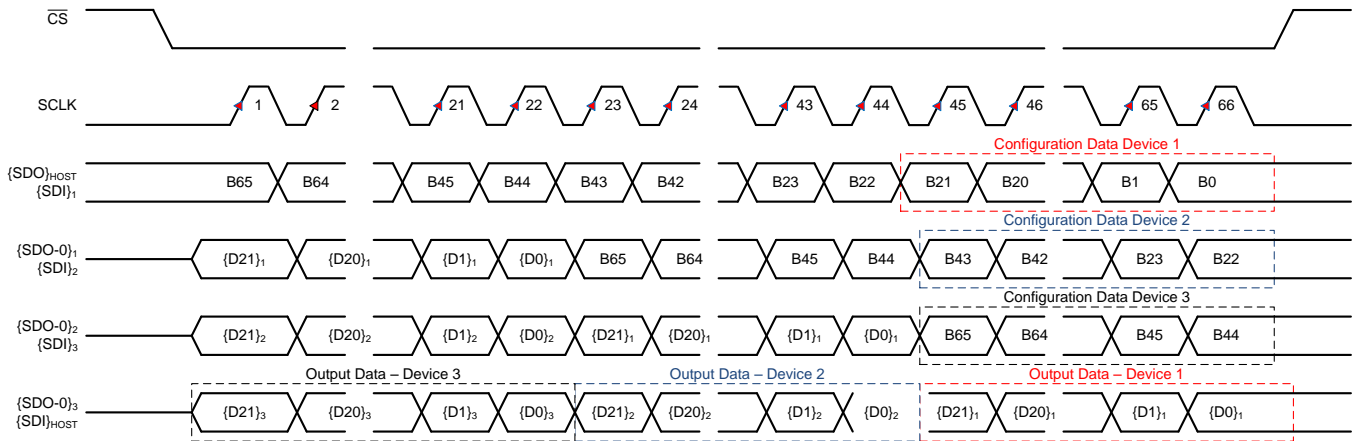 CS
SCLK 1 2 21 22 23 24 43 44 45 46 65 66
Configuration Data Device 1
{SDO}HOST
{SDI}1
B65 B64 B45 B44 B43 B42 B23 B22 B21 B20 B1 B0
Configuration Data Device 2
{SDO-0}1
{SDI}2
{D21}1 {D20}1 {D1}1 {D0}1 B65 B64 B45 B44 B43 B42 B23 B22
Configuration Data Device 3
{SDO-0}2
{SDI}3
{D21}2 {D20}2 {D1}2 {D0}2 {D21}1 {D20}1 {D1}1 {D0}1 B65 B64 B45 B44
Output Data – Device 3 Output Data – Device 2 Output Data – Device 1
{SDO-0}3
{SDI}HOST
{D21}3 {D20}3 {D1}3 {D0}3 {D21}2 {D20}2 {D1}2 {D0}2 {D21}1 {D20}1 {D1}1 {D0}1